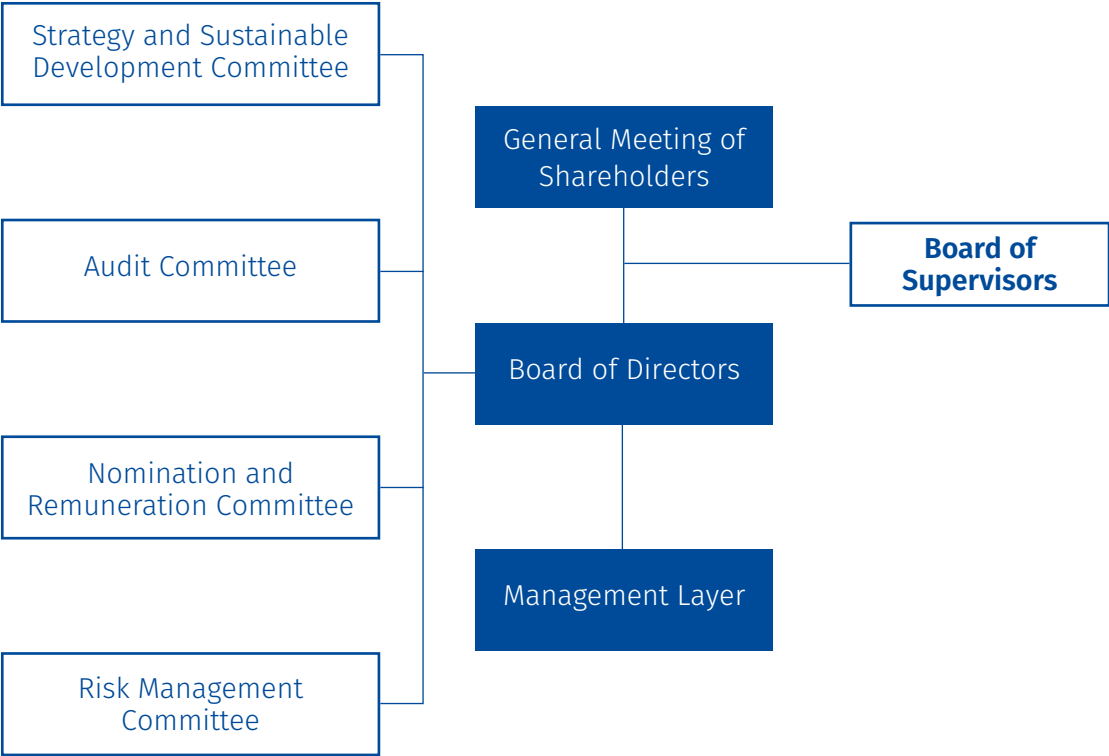 Strategy and Sustainable
Development Committee
General Meeting of
Shareholders
Audit Committee
Board of
Supervisors
Board of Directors
Nomination and
Remuneration Committee
Management Layer
Risk Management
Committee